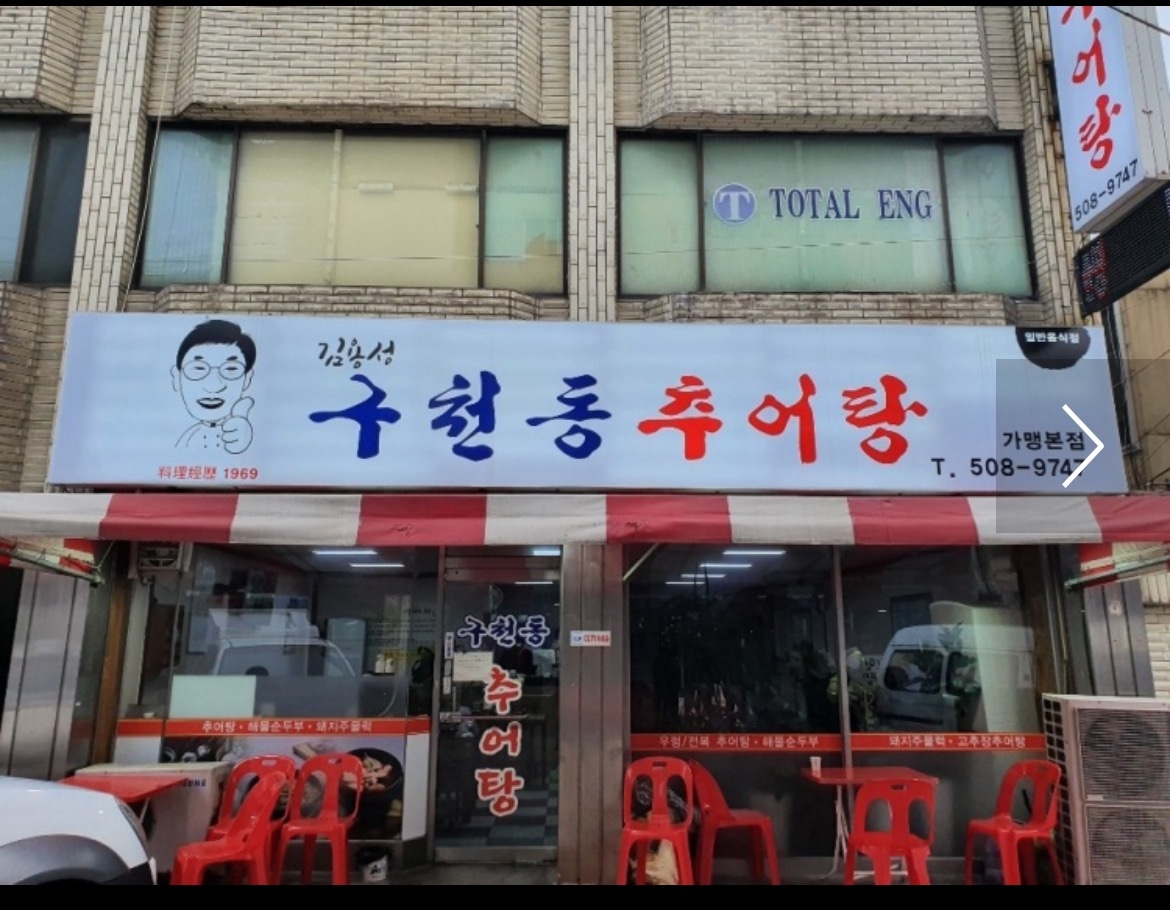 추어탕
508-9747
TOTAL ENG
일반음식점
김용성
구천동 추어탕
가맹본점
T. 508-9747
料理經歷 1969
구천동
추어탕
추어탕 · 해물순두부 · 돼지주물럭
우렁/전복 추어탕 · 해물순두부
돼지주물럭 · 고추장추어탕